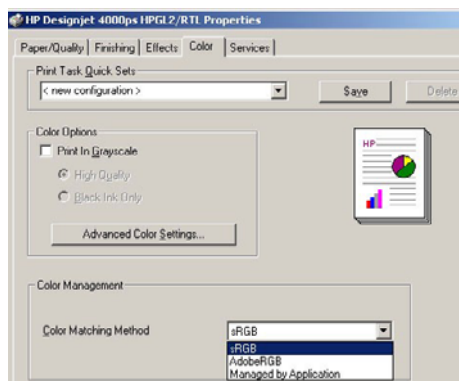 HP Designjet 4000ps HPGL2/RTL Properties
Paper/Quality Finishing Effects Color Services
Print Task Quick Sets
< new configuration > Save Delete
Color Options
Print In Grayscale
High Quality
Black Ink Only
Advanced Color Settings...
HP
Color Management
Color Matching Method sRGB
sRGB
AdobeRGB
Managed by Application